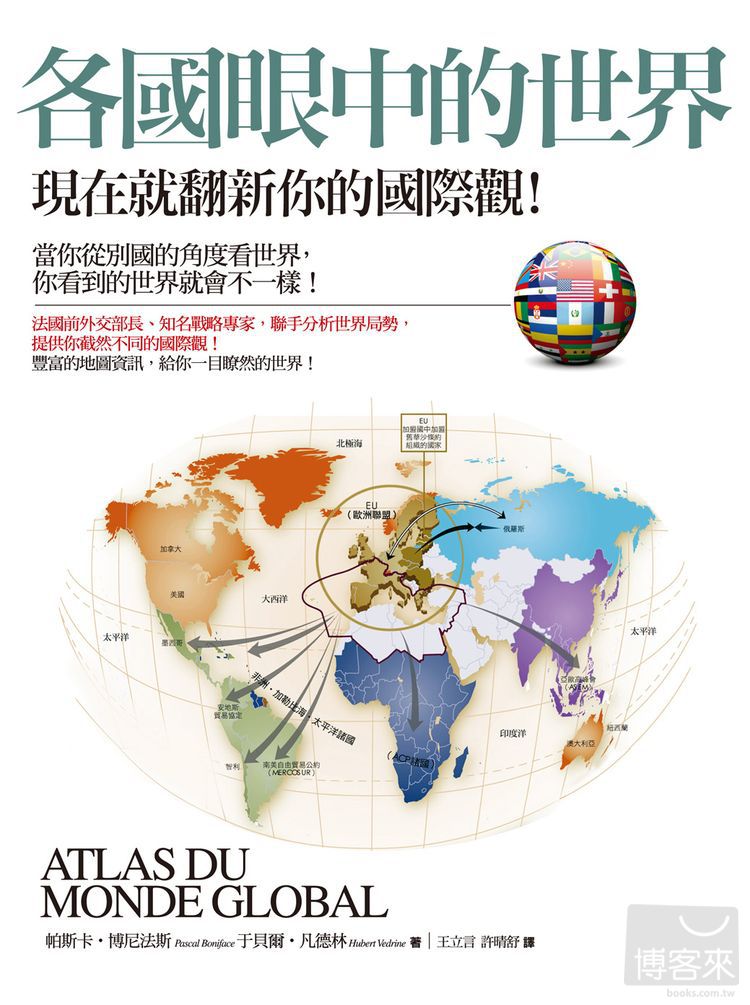 各國眼中的世界
現在就翻新你的國際觀!
當你從別國的角度看世界,
你看到的世界就會不一樣!
法國前外交部長、知名戰略專家,聯手分析世界局勢,
提供你截然不同的國際觀!
豐富的地圖資訊,給你一目瞭然的世界!
EU
加盟國中加盟
舊華沙條約
組織的國家
北極海
EU
(歐洲聯盟)
俄羅斯
加拿大
美國
大西洋
太平洋
墨西哥
太平洋
亞歐高峰會
(ASEM)
安地斯
貿易協定
非洲・加勒比海・太平洋諸國
印度洋
紐西蘭
澳大利亞
智利
南美自由貿易公約
(MERCOSUR)
(ACP諸國)
ATLAS DU
MONDE GLOBAL
帕斯卡・博尼法斯 Pascal Boniface 于貝爾・凡德林 Hubert Vedrine 著|王立言 許晴舒 譯
博客來
books.com.tw